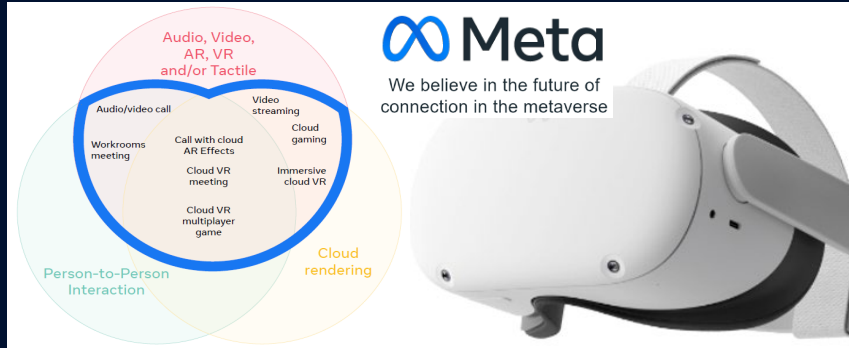 Audio, Video,
AR, VR
and/or Tactile
Audio/video call
Video
streaming
Cloud
gaming
Workrooms
meeting
Call with cloud
AR Effects
Cloud VR
meeting
Immersive
cloud VR
Cloud VR
multiplayer
game
Person-to-Person
Interaction
Cloud
rendering
Meta
We believe in the future of
connection in the metaverse